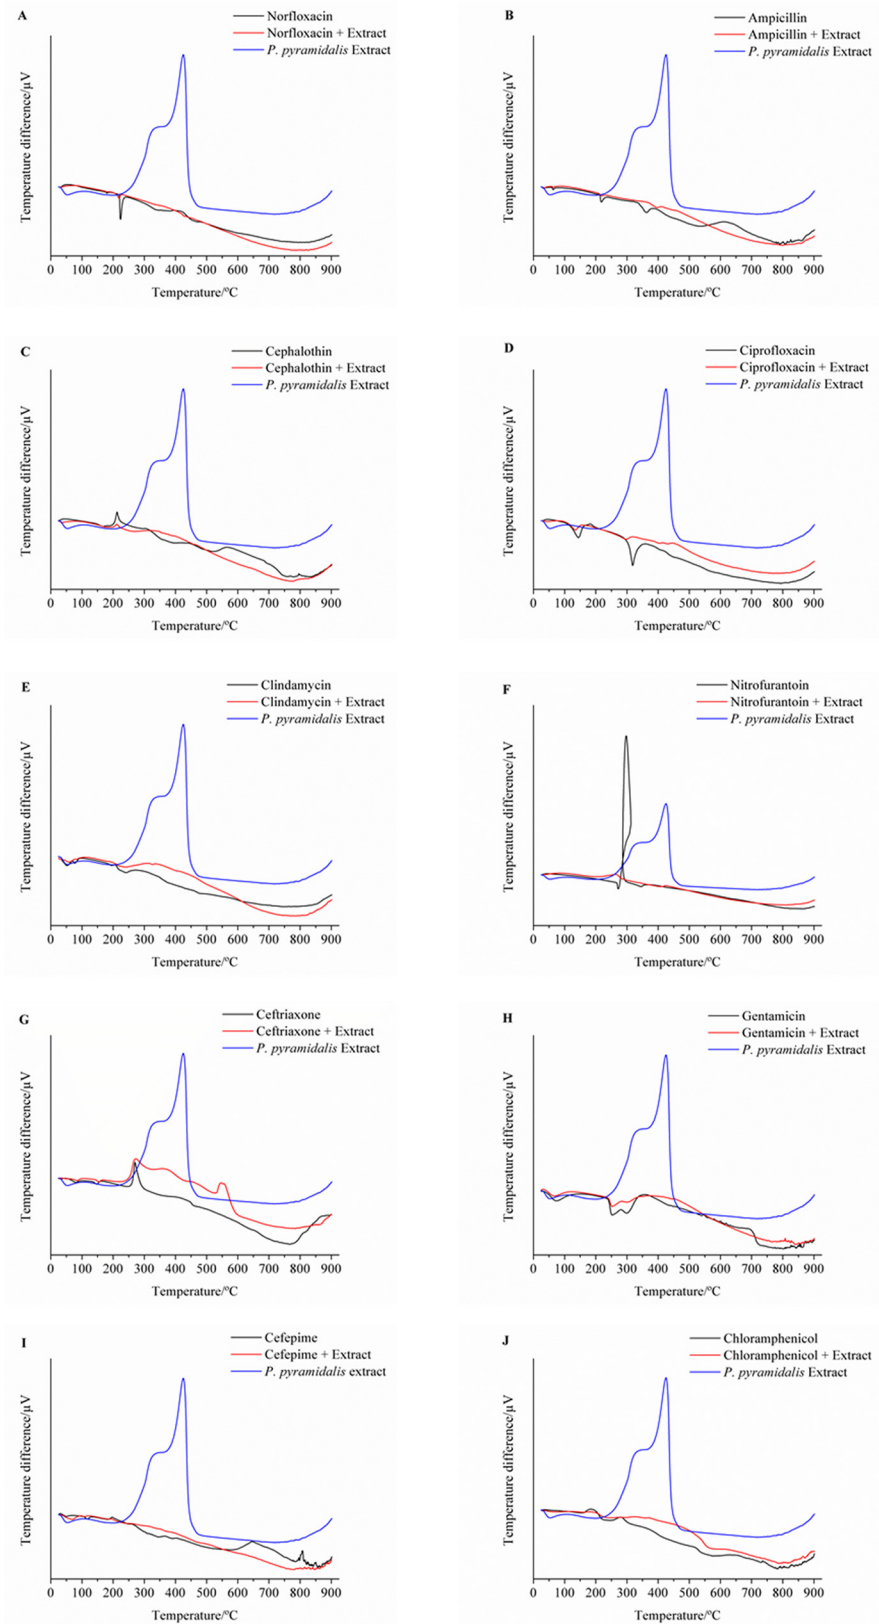 A
Norfloxacin
Norfloxacin + Extract
P. pyramidalis Extract
Temperature difference/µV
0 100 200 300 400 500 600 700 800 900
Temperature/ºC
B
Ampicillin
Ampicillin + Extract
P. pyramidalis Extract
Temperature difference/µV
0 100 200 300 400 500 600 700 800 900
Temperature/ºC
C
Cephalothin
Cephalothin + Extract
P. pyramidalis Extract
Temperature difference/µV
0 100 200 300 400 500 600 700 800 900
Temperature/ºC
D
Ciprofloxacin
Ciprofloxacin + Extract
P. pyramidalis Extract
Temperature difference/µV
0 100 200 300 400 500 600 700 800 900
Temperature/ºC
E
Clindamycin
Clindamycin + Extract
P. pyramidalis Extract
Temperature difference/µV
0 100 200 300 400 500 600 700 800 900
Temperature/ºC
F
Nitrofurantoin
Nitrofurantoin + Extract
P. pyramidalis Extract
Temperature difference/µV
0 100 200 300 400 500 600 700 800 900
Temperature/ºC
G
Ceftriaxone
Ceftriaxone + Extract
P. pyramidalis Extract
Temperature difference/µV
0 100 200 300 400 500 600 700 800 900
Temperature/ºC
H
Gentamicin
Gentamicin + Extract
P. pyramidalis Extract
Temperature difference/µV
0 100 200 300 400 500 600 700 800 900
Temperature/ºC
I
Cefepime
Cefepime + Extract
P. pyramidalis extract
Temperature difference/µV
0 100 200 300 400 500 600 700 800 900
Temperature/ºC
J
Chloramphenicol
Chloramphenicol + Extract
P. pyramidalis Extract
Temperature difference/µV
0 100 200 300 400 500 600 700 800 900
Temperature/ºC